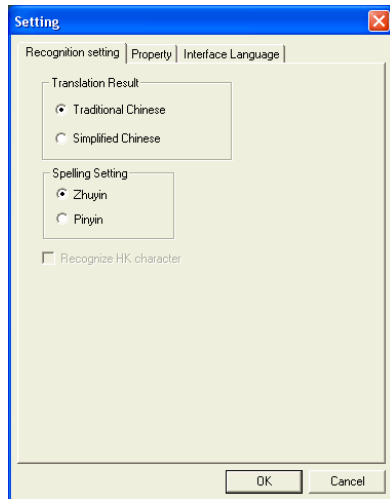 Setting
Recognition setting Property Interface Language
Translation Result
Traditional Chinese
Simplified Chinese
Spelling Setting
Zhuyin
Pinyin
Recognize HK character
OK Cancel